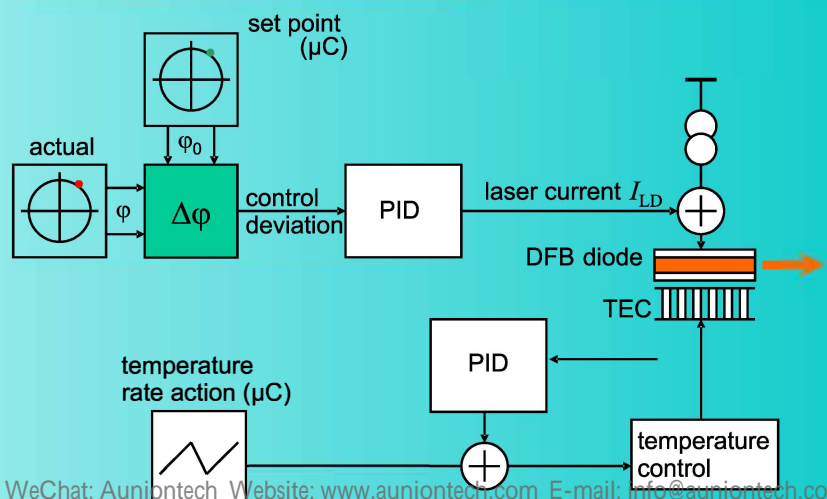 set point
(µC)
actual
φ₀
φ
Δφ
control
deviation
PID
laser current I_LD
DFB diode
TEC
PID
temperature
rate action (µC)
temperature
control
WeChat: Auniontech Website: www.auniontech.com E-mail: info@auniontech.co